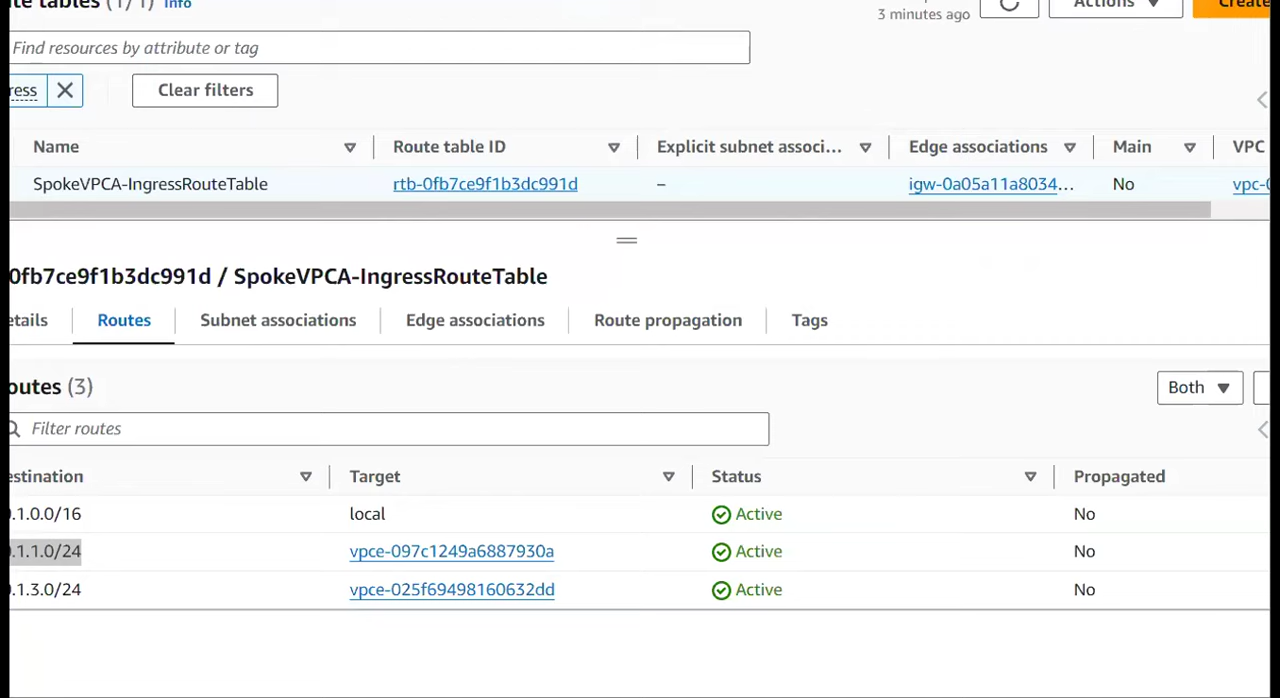 te tables (1/1) Info
3 minutes ago
Actions
Create
Find resources by attribute or tag
ress
Clear filters
Name
Route table ID
Explicit subnet associ...
Edge associations
Main
VPC
SpokeVPCA-IngressRouteTable
rtb-0fb7ce9f1b3dc991d
–
igw-0a05a11a8034...
No
vpc-0
0fb7ce9f1b3dc991d / SpokeVPCA-IngressRouteTable
etails
Routes
Subnet associations
Edge associations
Route propagation
Tags
outes (3)
Both
Filter routes
estination
Target
Status
Propagated
.1.0.0/16
local
Active
No
.1.1.0/24
vpce-097c1249a6887930a
Active
No
.1.3.0/24
vpce-025f69498160632dd
Active
No